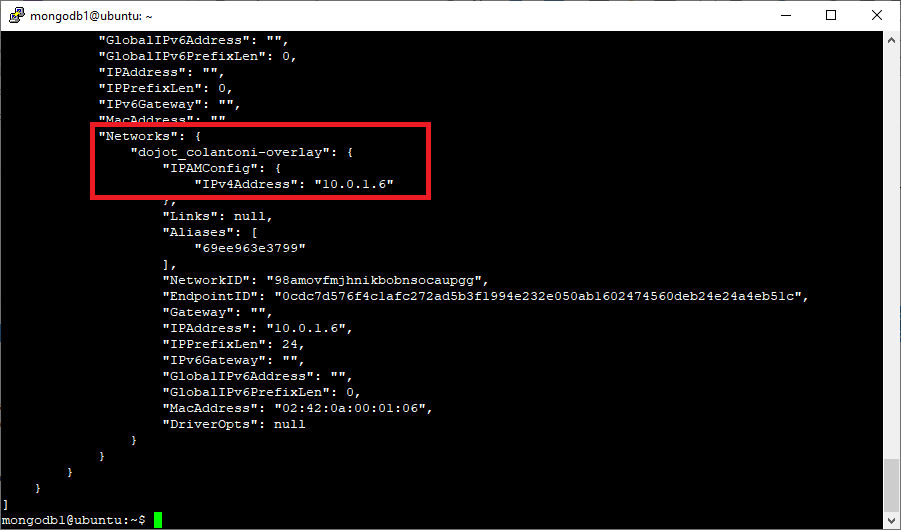 mongodb1@ubuntu: ~
"GlobalIPv6Address": "",
"GlobalIPv6PrefixLen": 0,
"IPAddress": "",
"IPPrefixLen": 0,
"IPv6Gateway": "",
"MacAddress": ""
"Networks": {
"dojot_colantoni-overlay": {
"IPAMConfig": {
"IPv4Address": "10.0.1.6"
},
"Links": null,
"Aliases": [
"69ee963e3799"
],
"NetworkID": "98amovfmjhnikbobnsocaupgg",
"EndpointID": "0cdc7d576f4c1afc272ad5b3f1994e232e050ab1602474560deb24e24a4eb51c",
"Gateway": "",
"IPAddress": "10.0.1.6",
"IPPrefixLen": 24,
"IPv6Gateway": "",
"GlobalIPv6Address": "",
"GlobalIPv6PrefixLen": 0,
"MacAddress": "02:42:0a:00:01:06",
"DriverOpts": null
}
}
}
}
]
mongodb1@ubuntu:~$